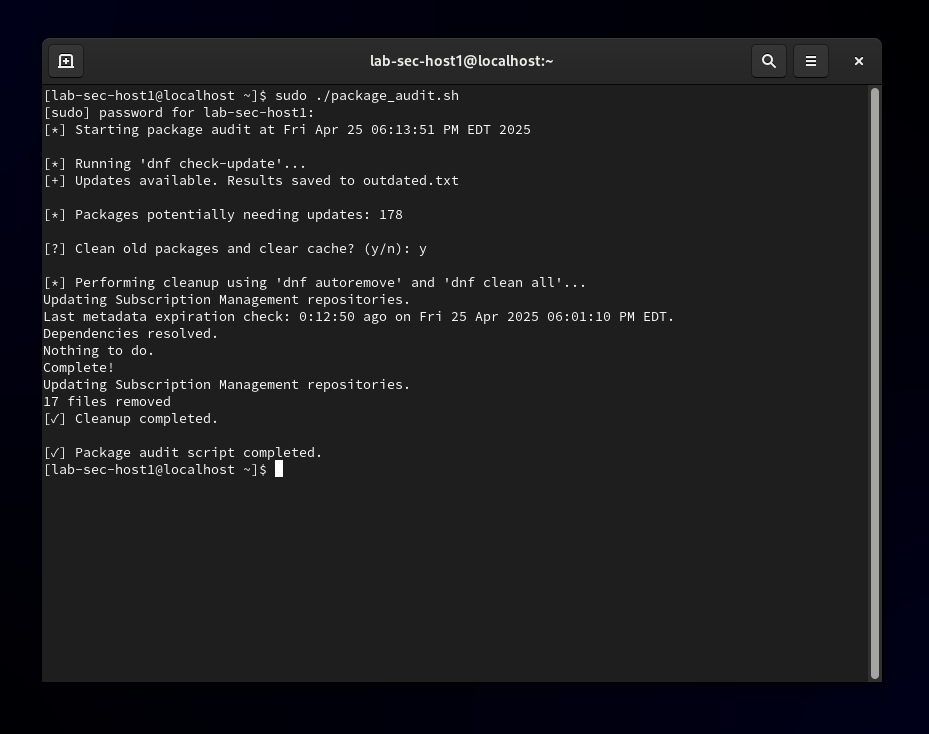 lab-sec-host1@localhost:~
[lab-sec-host1@localhost ~]$ sudo ./package_audit.sh
[sudo] password for lab-sec-host1:
[*] Starting package audit at Fri Apr 25 06:13:51 PM EDT 2025
[*] Running 'dnf check-update'...
[+] Updates available. Results saved to outdated.txt
[*] Packages potentially needing updates: 178
[?] Clean old packages and clear cache? (y/n): y
[*] Performing cleanup using 'dnf autoremove' and 'dnf clean all'...
Updating Subscription Management repositories.
Last metadata expiration check: 0:12:50 ago on Fri 25 Apr 2025 06:01:10 PM EDT.
Dependencies resolved.
Nothing to do.
Complete!
Updating Subscription Management repositories.
17 files removed
[✓] Cleanup completed.
[✓] Package audit script completed.
[lab-sec-host1@localhost ~]$